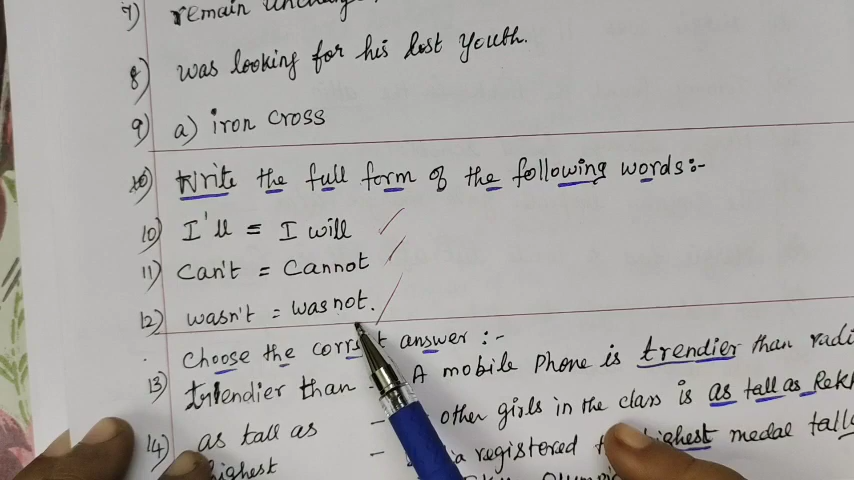 7) remain
8) was looking for his lost youth.
9) a) iron cross
Write the full form of the following words:-
10) I'll = I will
11) Can't = Cannot
12) wasn't = was not.
Choose the correct answer :-
13) trendier than - A mobile Phone is trendier than
14) as tall as - other girls in the class is as tall as
highest - registered highest medal